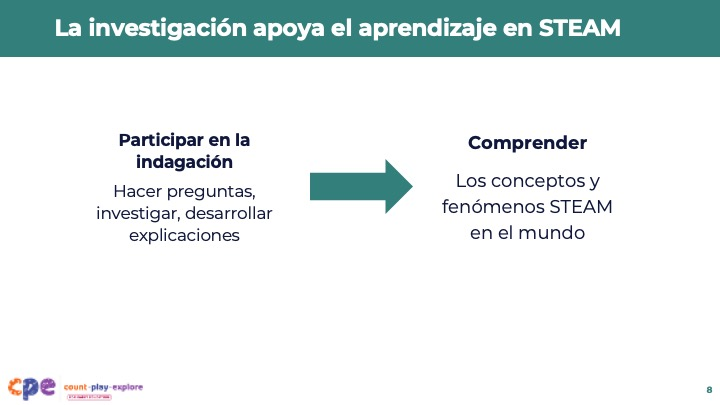 La investigación apoya el aprendizaje en STEAM
Participar en la
indagación
Hacer preguntas,
investigar, desarrollar
explicaciones
Comprender
Los conceptos y
fenómenos STEAM
en el mundo
cpe
count-play-explore
8